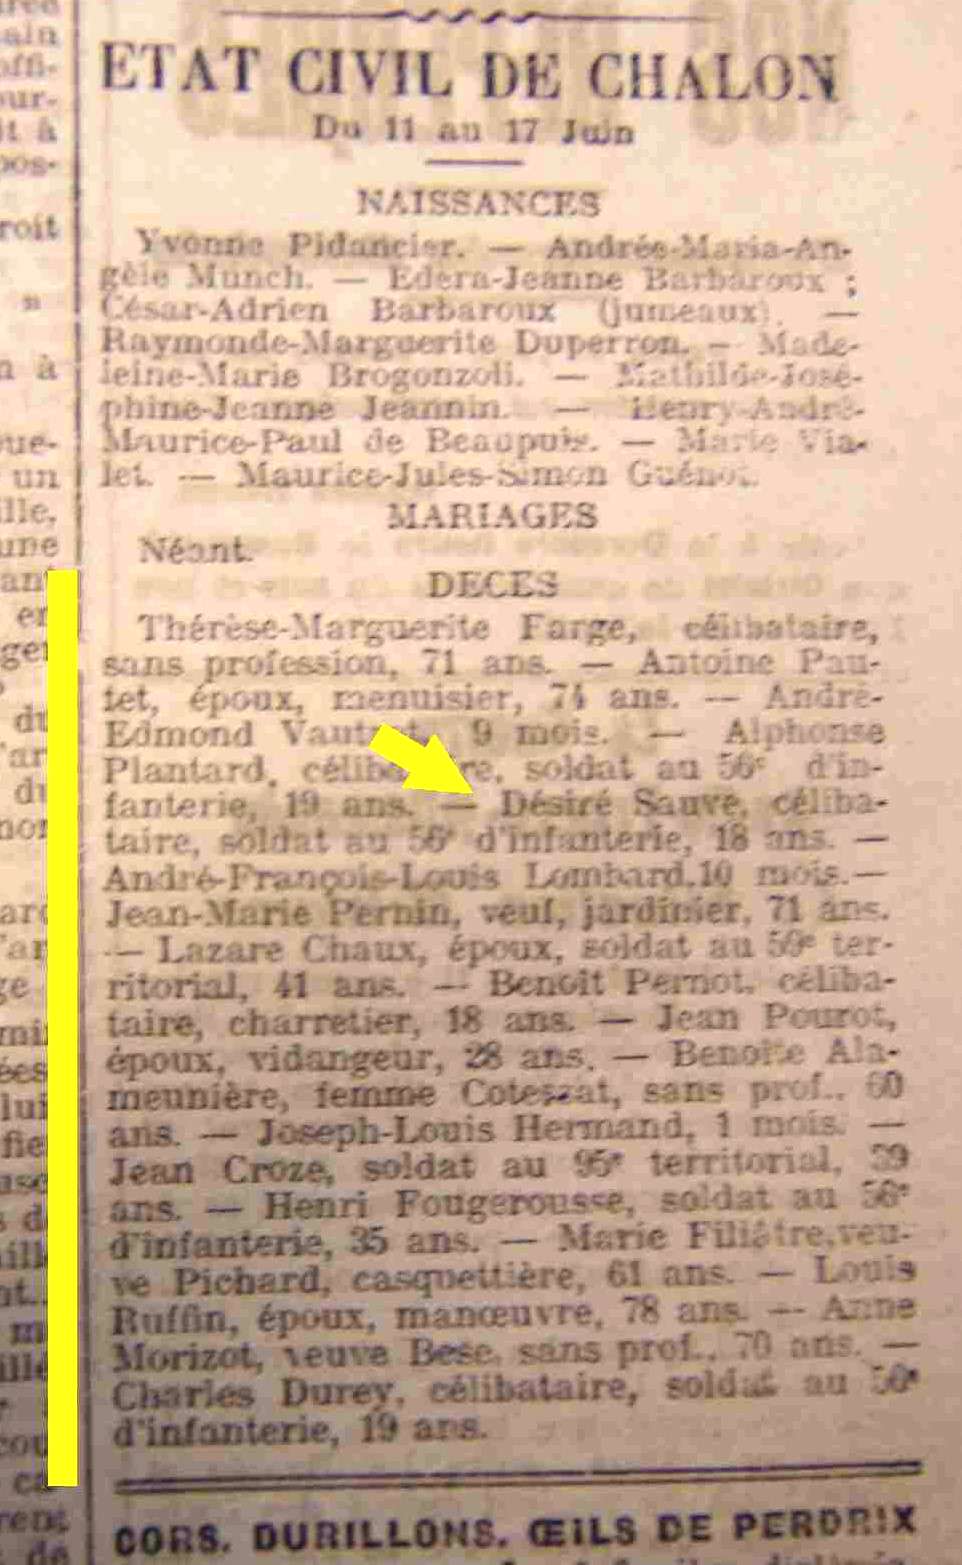 ETAT CIVIL DE CHALON
Du 11 au 17 Juin
NAISSANCES
Yvonne Pidancier. — Andrée-Maria-An-
gèle Munch. — Edera-Jeanne Barbaroux ;
César-Adrien Barbaroux (jumeaux). —
Raymonde-Marguerite Duperron. — Made-
leine-Marie Brogonzoli. — Mathilde-José-
phine-Jeanne Jeannin. — Henry-André-
Maurice-Paul de Beaupuis. — Marie Via-
let. — Maurice-Jules-Simon Guénot.
MARIAGES
Néant.
DECES
Thérèse-Marguerite Farge, célibataire,
sans profession, 71 ans. — Antoine Pau-
tet, époux, menuisier, 74 ans. — André-
Edmond 9 mois. — Alphonse
Plantard, célibataire, soldat au 56e d'in-
fanterie, 19 ans. — Désiré Sauve, céliba-
taire, soldat au 56e d'infanterie, 18 ans. —
André-François-Louis Lombard, 10 mois. —
Jean-Marie Pernin, veuf, jardinier, 71 ans.
— Lazare Chaux, époux, soldat au ter-
ritorial, 41 ans. — Benoît Pernot, céliba-
taire, charretier, 18 ans. — Jean Pourot,
époux, vidangeur, 28 ans. — Benoîte Ala-
meunière, femme sans prof., 60
ans. — Joseph-Louis Hermand, 1 mois. —
Jean Croze, soldat au 95e territorial, 39
ans. — Henri Fougerousse, soldat au 56e
d'infanterie, 35 ans. — Marie Filiâtre, veu-
ve Pichard, casquettière, 61 ans. — Louis
Ruffin, époux, manœuvre, 78 ans. — Anne
Morizot, veuve Bese, sans prof., 70 ans. —
Charles Durey, célibataire, soldat au 56e
d'infanterie, 19 ans.
CORS, DURILLONS, ŒILS DE PERDRIX